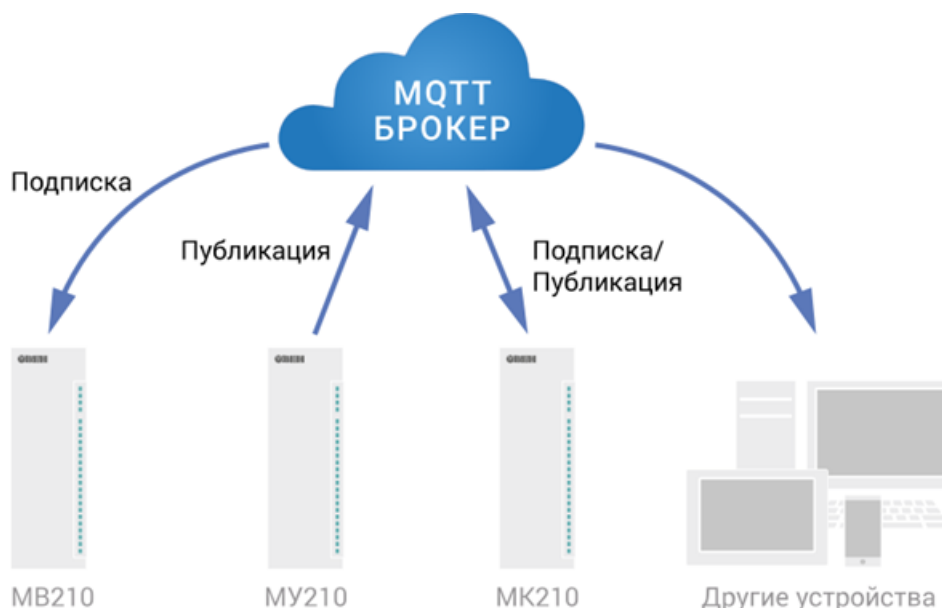 MQTT
БРОКЕР
Подписка
Публикация
Подписка/
Публикация
МВ210
МУ210
МК210
Другие устройства